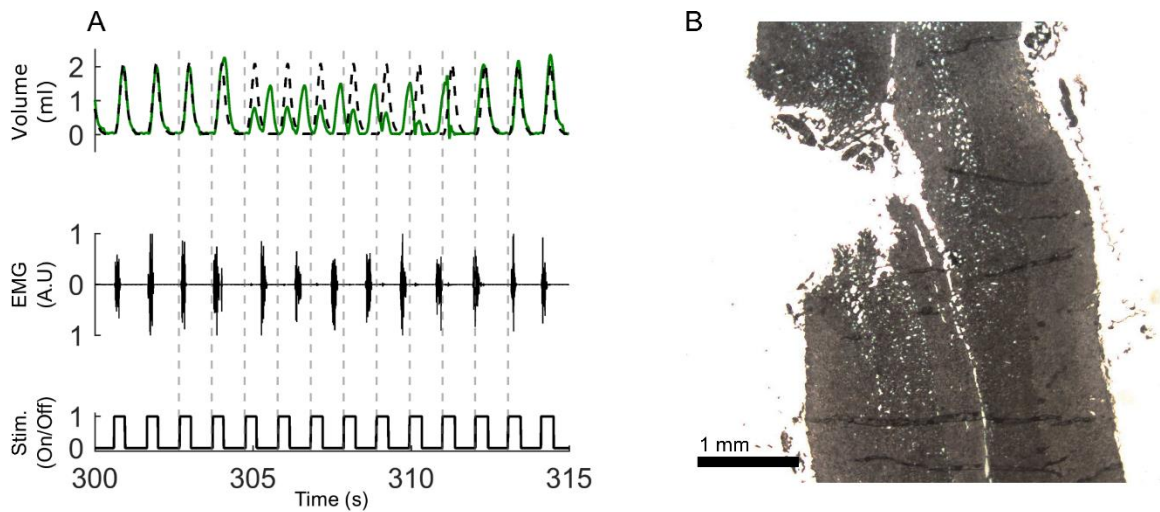 A
B
Volume
(ml)
2
1
0
EMG
(A.U)
1
0
1
Stim.
(On/Off)
1
0
300
305
310
315
Time (s)
1 mm